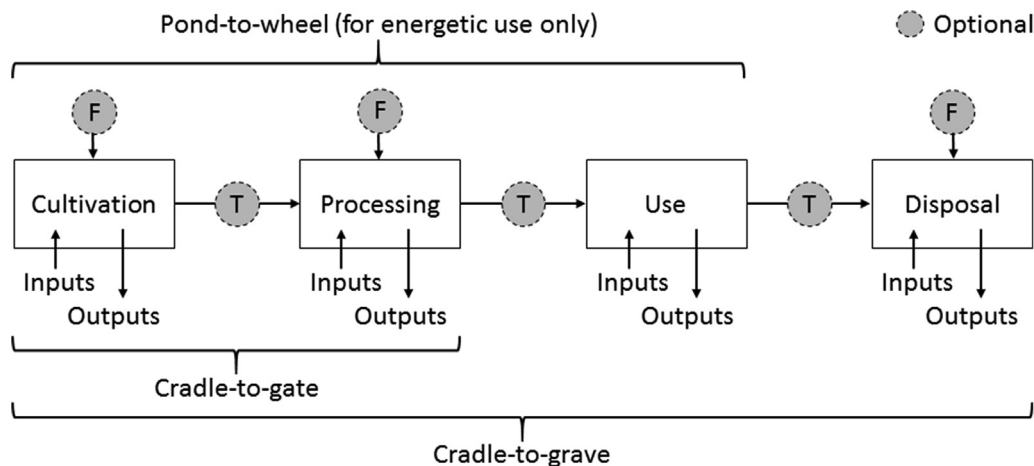 Pond-to-wheel (for energetic use only)
Optional
F
F
F
Cultivation
T
Processing
T
Use
T
Disposal
Inputs
Inputs
Inputs
Inputs
Outputs
Outputs
Outputs
Outputs
Cradle-to-gate
Cradle-to-grave